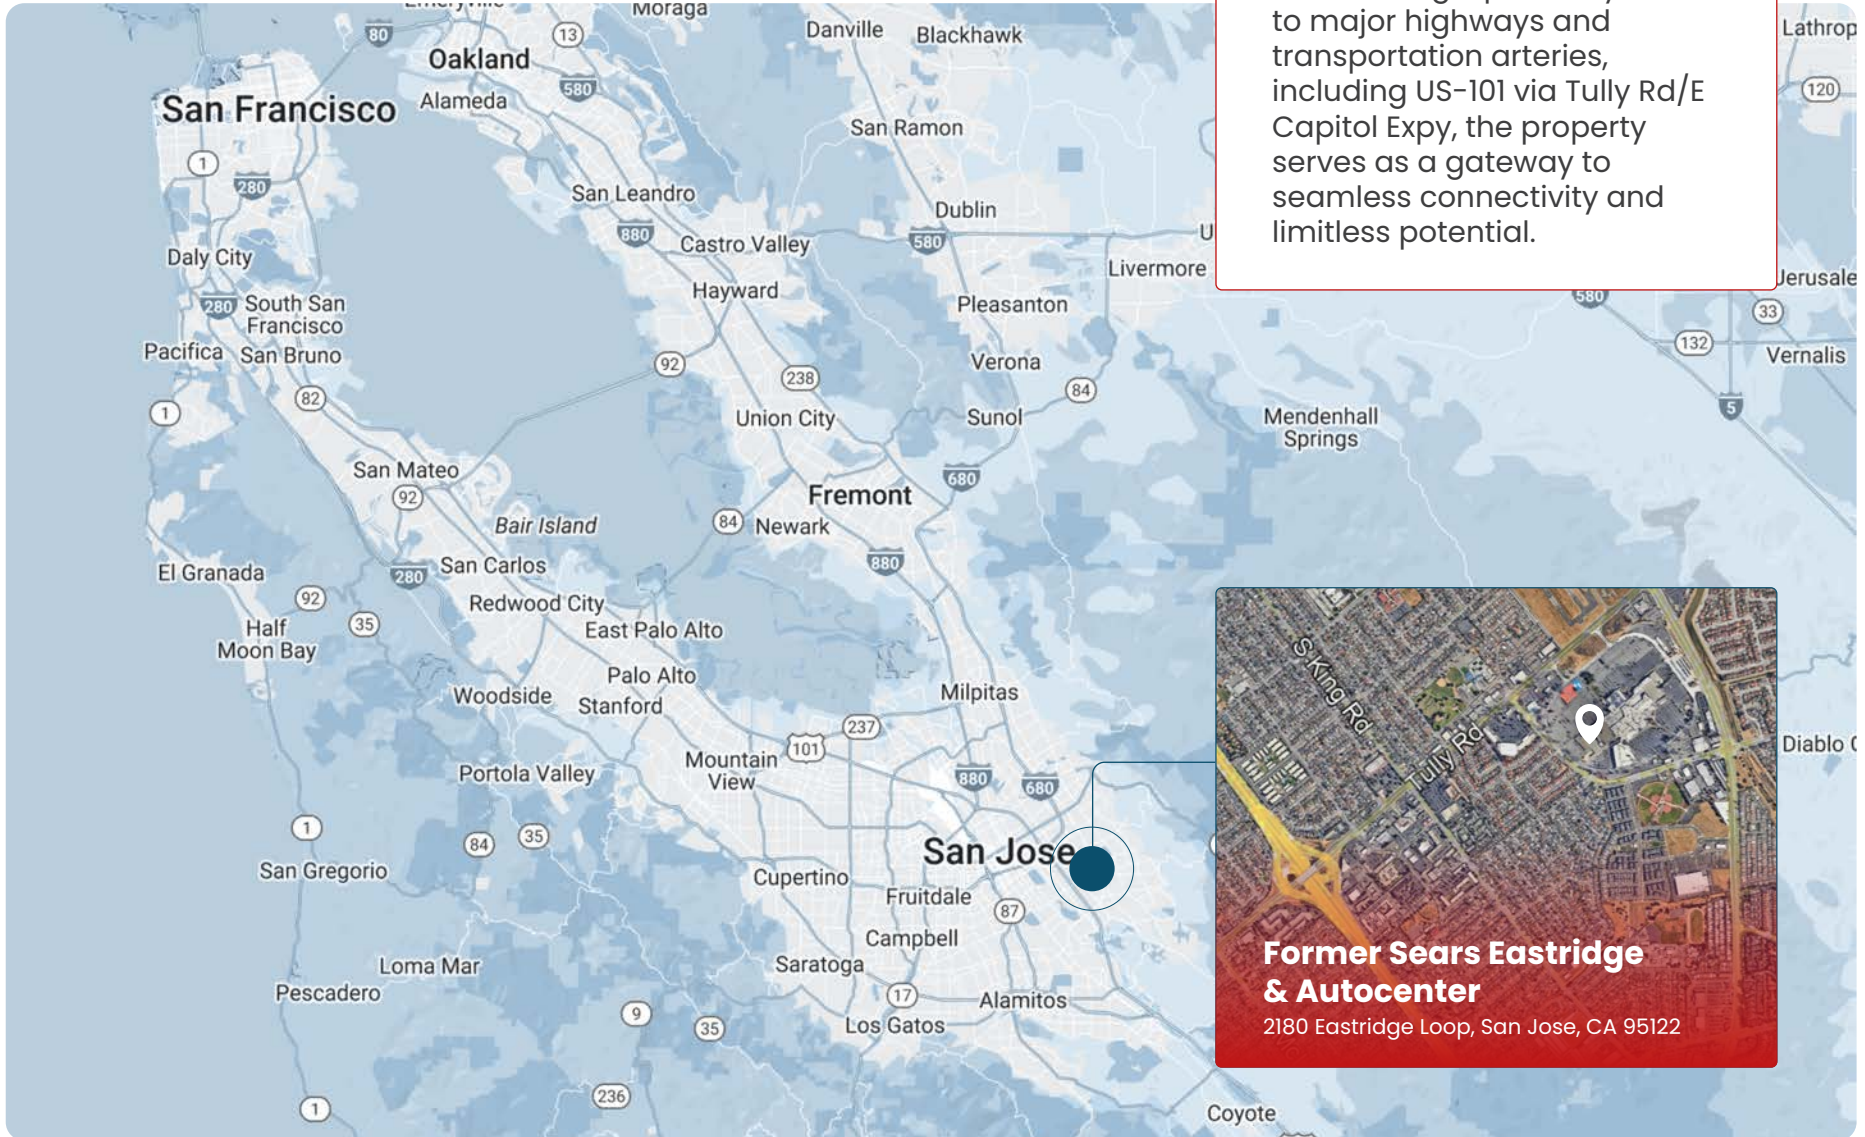 Moraga
80
13
Danville
Blackhawk
to major highways and
transportation arteries,
including US-101 via Tully Rd/E
Capitol Expy, the property
serves as a gateway to
seamless connectivity and
limitless potential.
Lathrop
Oakland
580
120
San Francisco
Alameda
San Ramon
1
280
San Leandro
Dublin
880
Castro Valley
580
U
Daly City
Livermore
Jerusale
280
South San
Francisco
Hayward
Pleasanton
580
33
Pacifica
San Bruno
92
Verona
132
Vernalis
82
238
84
1
Union City
Sunol
Mendenhall
Springs
5
San Mateo
92
680
Fremont
Bair Island
84
Newark
El Granada
280
San Carlos
880
92
35
Redwood City
Half
Moon Bay
East Palo Alto
Palo Alto
Woodside
Stanford
Milpitas
237
101
Mountain
View
Portola Valley
880
680
S King Rd
Tully Rd
Diablo
1
84
35
San Jose
San Gregorio
Cupertino
Fruitdale
87
Campbell
Loma Mar
Saratoga
Pescadero
17
Alamitos
9
35
Los Gatos
236
1
Coyote
Former Sears Eastridge
& Autocenter
2180 Eastridge Loop, San Jose, CA 95122